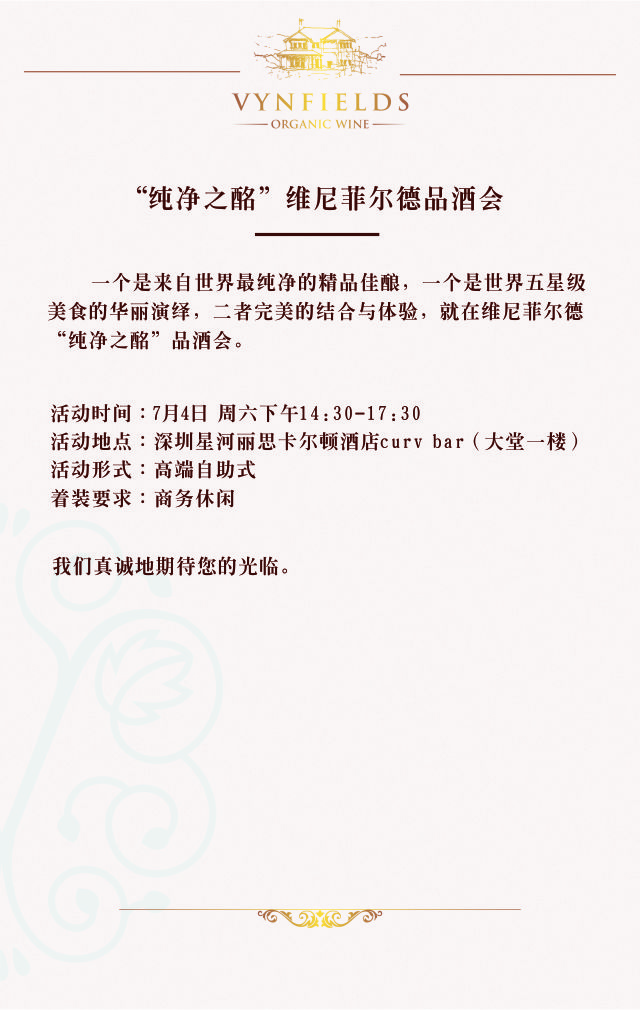 VYNFIELDS
ORGANIC WINE
“纯净之酩”维尼菲尔德品酒会
一个是来自世界最纯净的精品佳酿，一个是世界五星级
美食的华丽演绎，二者完美的结合与体验，就在维尼菲尔德
“纯净之酩”品酒会。
活动时间：7月4日 周六下午14:30-17:30
活动地点：深圳星河丽思卡尔顿酒店curv bar（大堂一楼）
活动形式：高端自助式
着装要求：商务休闲
我们真诚地期待您的光临。